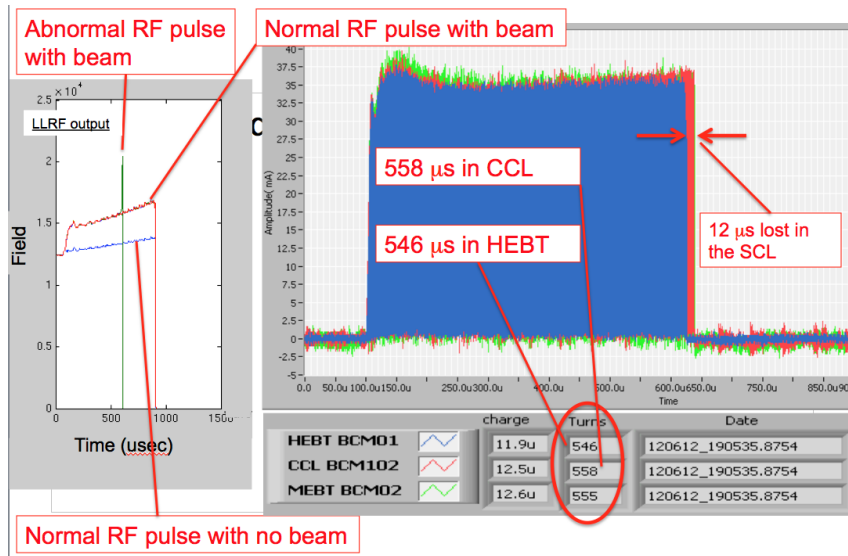 Abnormal RF pulse
with beam
Normal RF pulse with beam
× 10⁴
2.5
LLRF output
2
1.5
1
0.5
0
0
500
1000
1500
Field
Time (usec)
Normal RF pulse with no beam
d
40
37.5
35
32.5
30
27.5
25
22.5
20
17.5
15
12.5
10
7.5
5
2.5
0
-2.5
-5
Amplitude( mA)
558 μs in CCL
546 μs in HEBT
12 μs lost in
the SCL
0.0 50.0u 100.0u 150.0u 250.0u 300.0u 400.0u 500.0u 600.0u 650.0u 750.0u 850.0u 90
Time
charge Turns Date
HEBT BCM01 11.9u 546 120612_190535.8754
CCL BCM102 12.5u 558 120612_190535.8754
MEBT BCM02 12.6u 555 120612_190535.8754